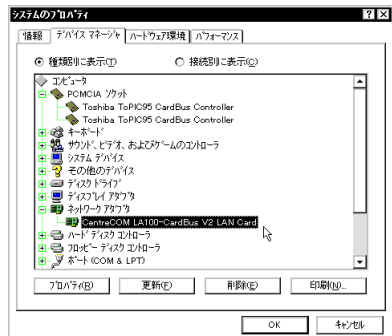 システムのプロパティ
情報 デバイス マネージャ ハードウェア環境 パフォーマンス
種類別に表示(T) 接続別に表示(C)
コンピュータ
PCMCIA ソケット
Toshiba ToPIC95 CardBus Controller
Toshiba ToPIC95 CardBus Controller
キーボード
サウンド、ビデオ、およびゲームのコントローラ
システム デバイス
その他のデバイス
ディスク ドライブ
ディスプレイ アダプタ
ネットワーク アダプタ
CentreCOM LA100-CardBus V2 LAN Card
ハード ディスク コントローラ
フロッピー ディスク コントローラ
ポート (COM & LPT)
プロパティ(R) 更新(F) 削除(E) 印刷(N)...
OK キャンセル